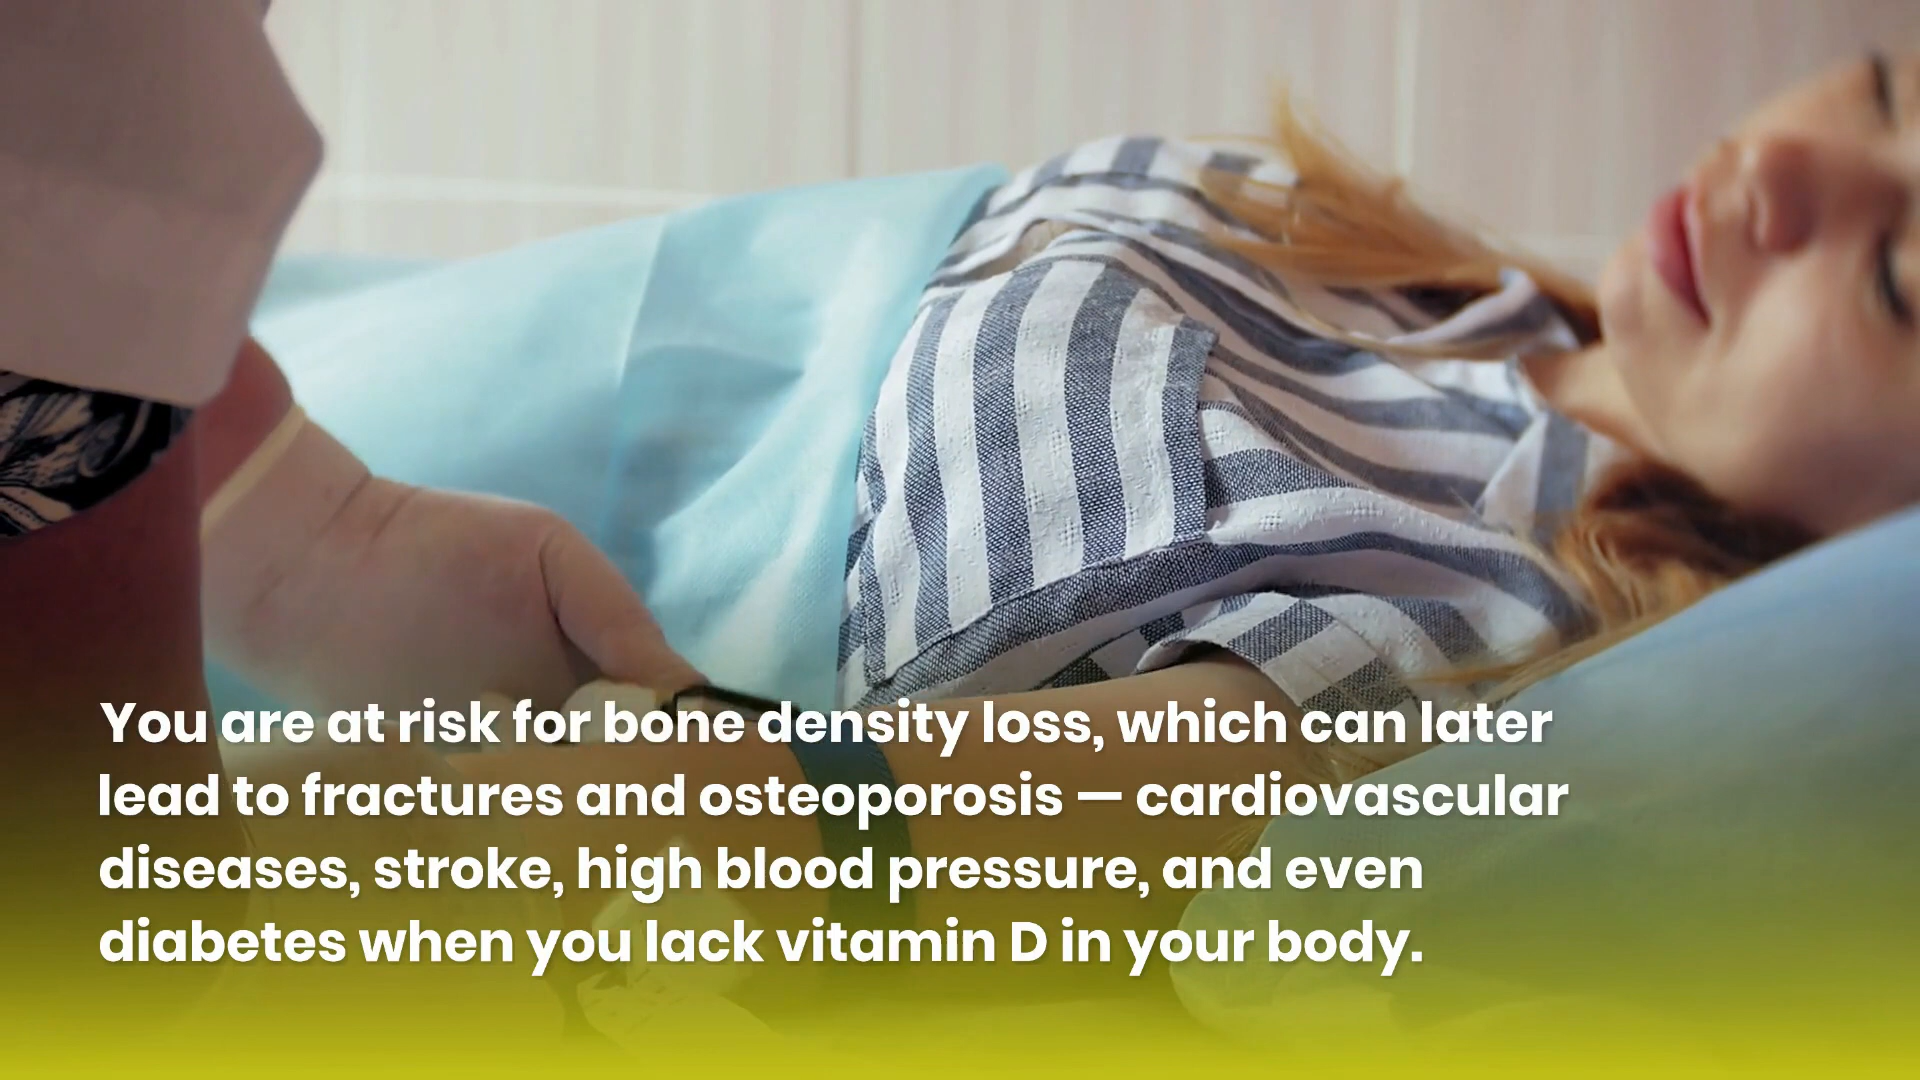 You are at risk for bone density loss, which can later
lead to fractures and osteoporosis — cardiovascular
diseases, stroke, high blood pressure, and even
diabetes when you lack vitamin D in your body.